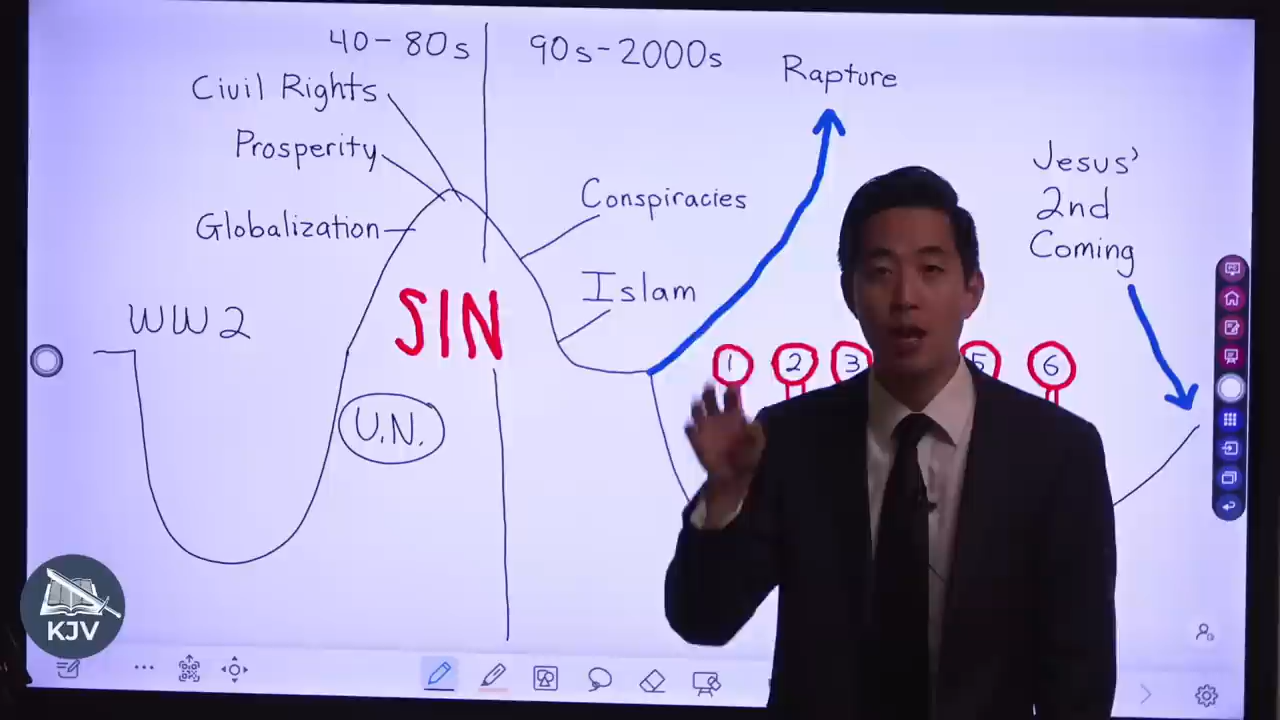 40-80s
90s-2000s
Rapture
Civil Rights
Prosperity
Globalization
Conspiracies
Islam
Jesus'
2nd
Coming
WW2
SIN
U.N.
1
2
3
5
6
KJV